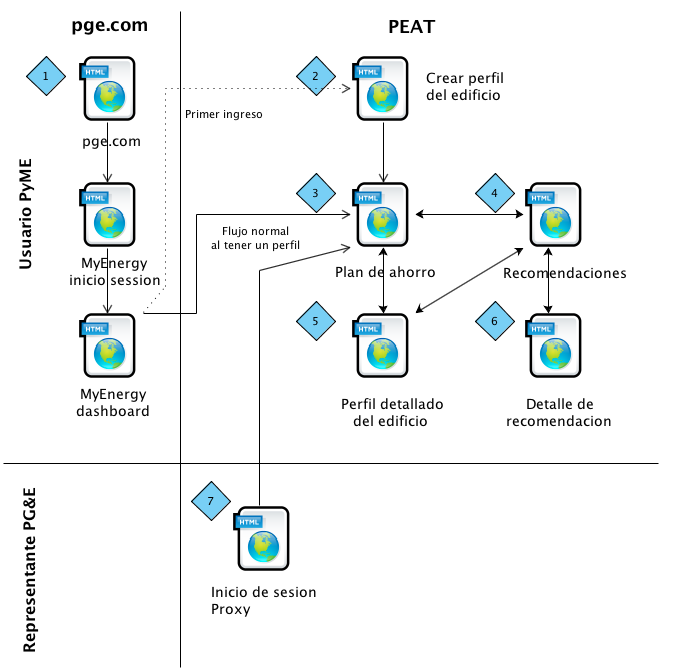 pge.com
PEAT
Usuario PyME
1
HTML
pge.com
HTML
MyEnergy
inicio session
HTML
MyEnergy
dashboard
Primer ingreso
Flujo normal
al tener un perfil
2
HTML
Crear perfil
del edificio
3
HTML
Plan de ahorro
4
HTML
Recomendaciones
5
HTML
Perfil detallado
del edificio
6
HTML
Detalle de
recomendacion
Representante PG&E
7
HTML
Inicio de sesion
Proxy